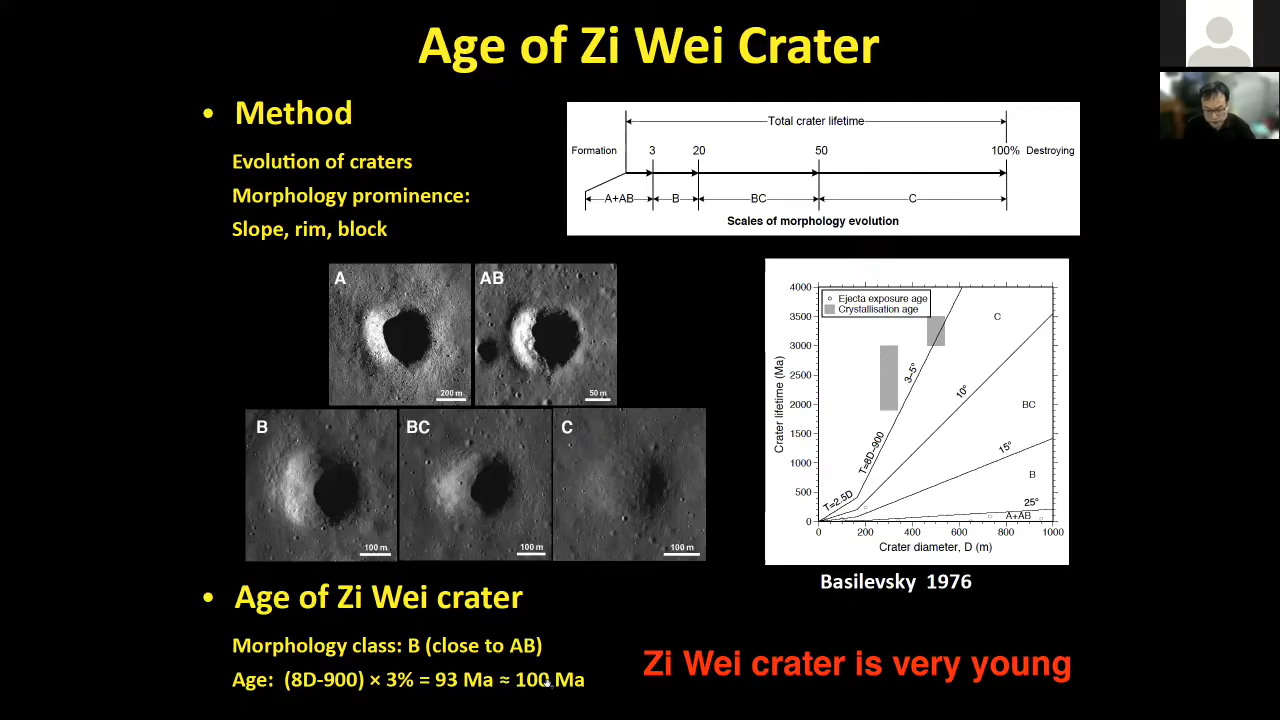 Age of Zi Wei Crater
• Method
Evolution of craters
Morphology prominence:
Slope, rim, block
Total crater lifetime
Formation 3 20 50 100% Destroying
A+AB B BC C
Scales of morphology evolution
A
200 m
AB
50 m
B
100 m
BC
100 m
C
100 m
Crater lifetime (Ma)
4000
3500
3000
2500
2000
1500
1000
500
0
Ejecta exposure age
Crystallisation age
C
3–5°
10°
BC
T=8D–900
15°
B
T=2.5D
25°
A+AB
0 200 400 600 800 1000
Crater diameter, D (m)
Basilevsky 1976
• Age of Zi Wei crater
Morphology class: B (close to AB)
Age: (8D-900) × 3% = 93 Ma ≈ 100 Ma
Zi Wei crater is very young